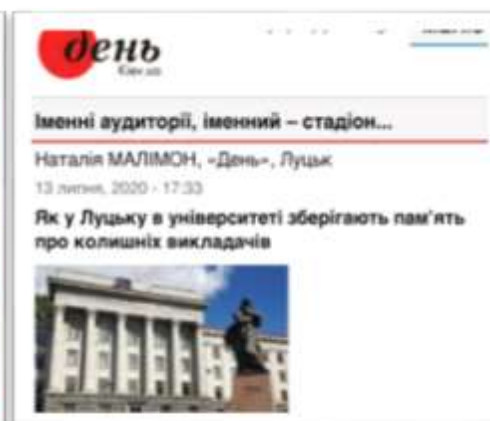 день
Іменні аудиторії, іменний – стадіон...
Наталія МАЛІМОН, «День», Луцьк
13 липня, 2020 - 17:33
Як у Луцьку в університеті зберігають пам'ять
про колишніх викладачів